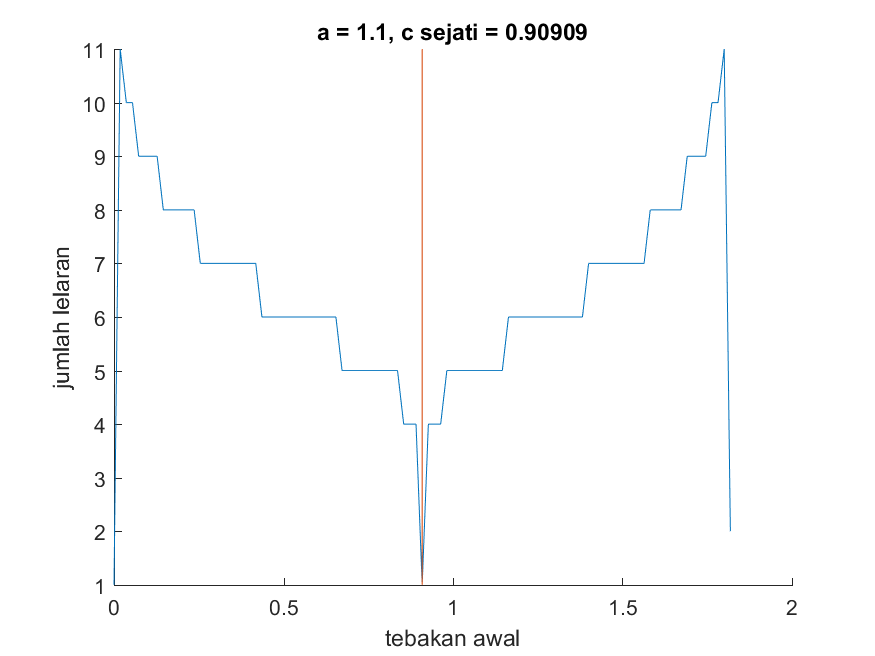 a = 1.1, c sejati = 0.90909
11
10
9
8
7
6
5
4
3
2
1
jumlah lelaran
0 0.5 1 1.5 2
tebakan awal